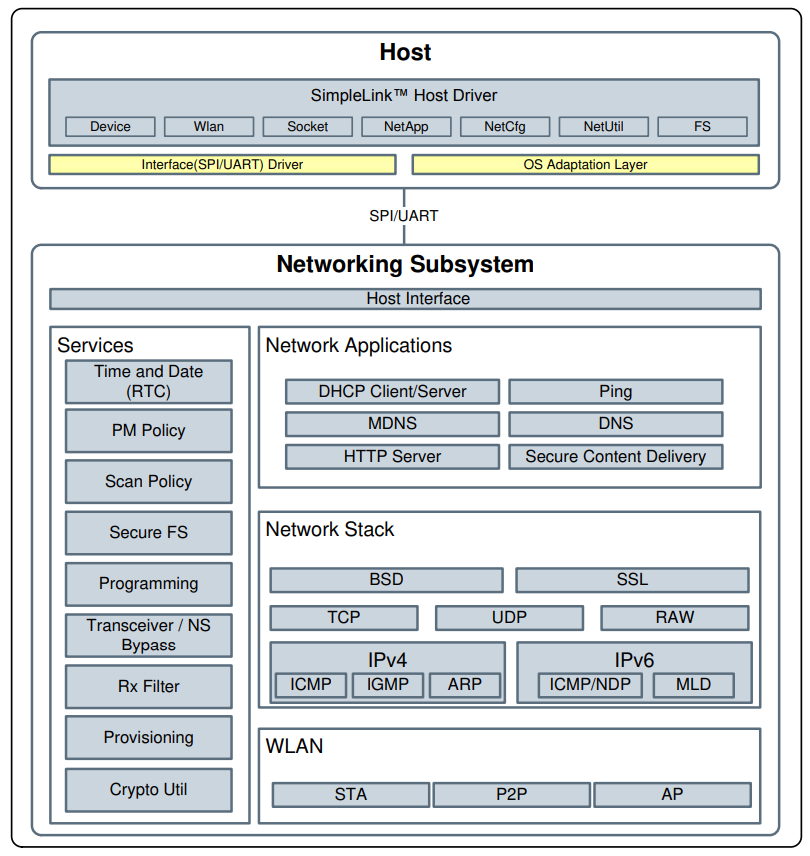 Host
SimpleLink™ Host Driver
Device
Wlan
Socket
NetApp
NetCfg
NetUtil
FS
Interface(SPI/UART) Driver
OS Adaptation Layer
SPI/UART
Networking Subsystem
Host Interface
Services
Time and Date
(RTC)
PM Policy
Scan Policy
Secure FS
Programming
Transceiver / NS
Bypass
Rx Filter
Provisioning
Crypto Util
Network Applications
DHCP Client/Server
Ping
MDNS
DNS
HTTP Server
Secure Content Delivery
Network Stack
BSD
SSL
TCP
UDP
RAW
IPv4
ICMP
IGMP
ARP
IPv6
ICMP/NDP
MLD
WLAN
STA
P2P
AP